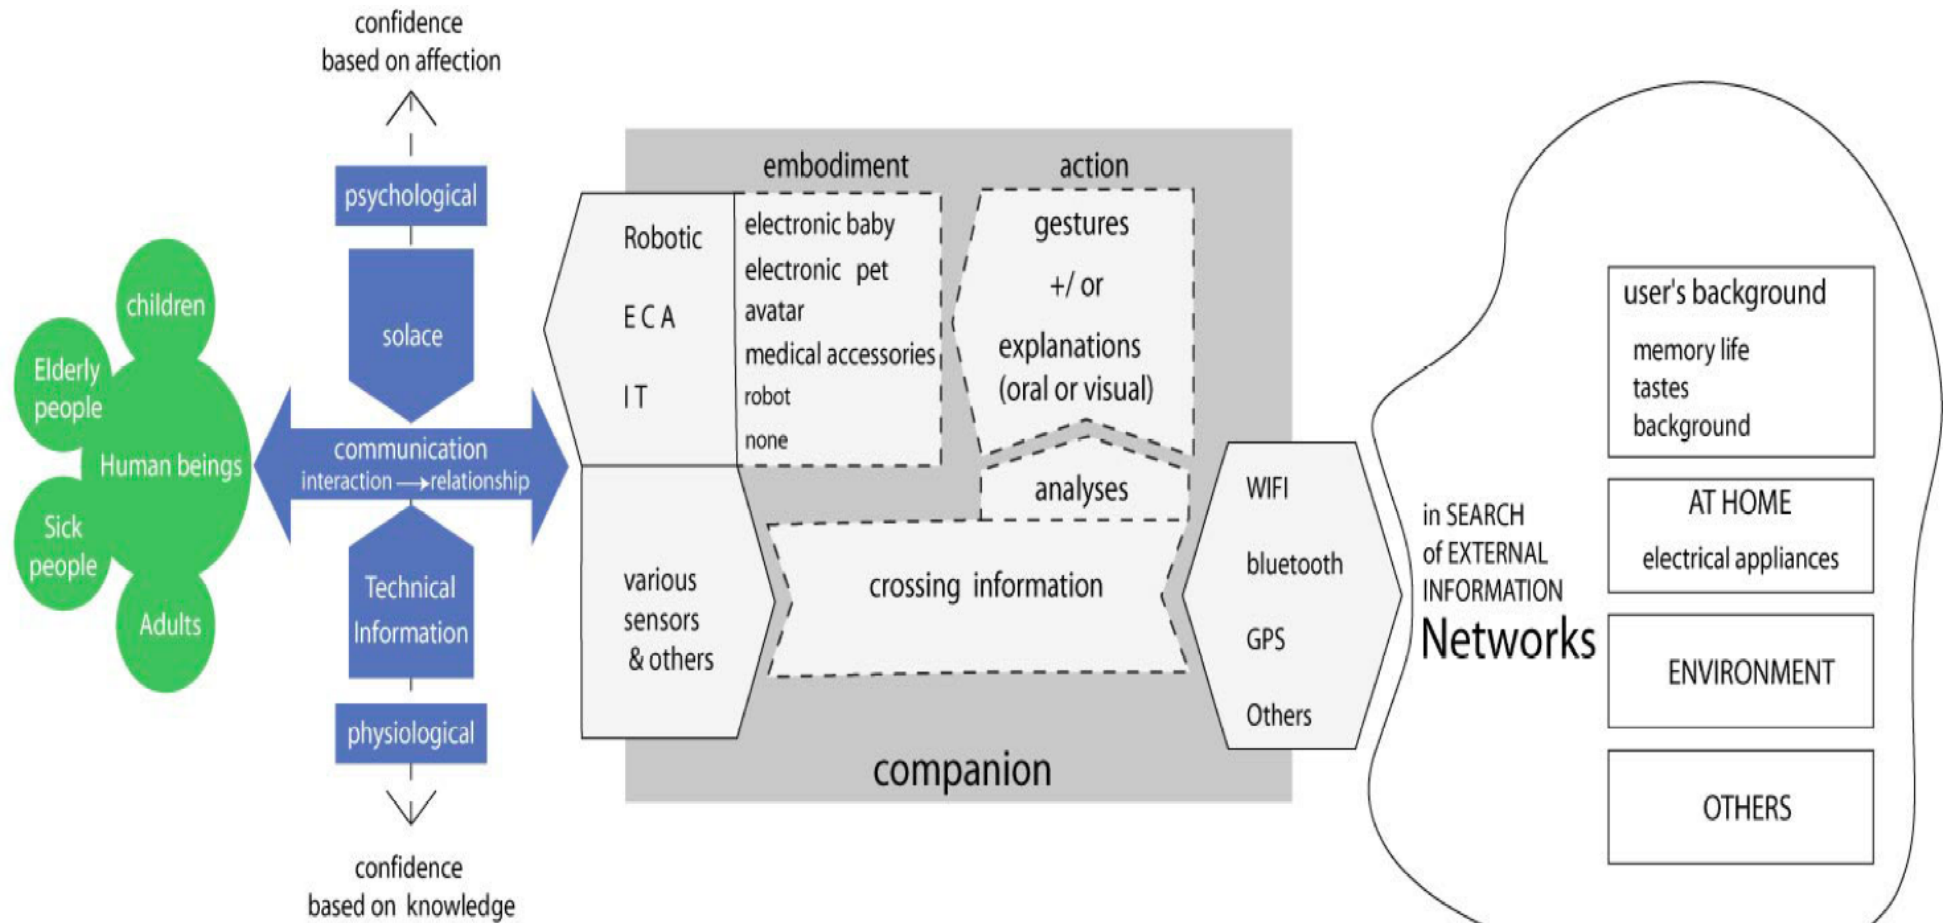 confidence
based on affection
psychological
solace
children
Elderly
people
Human beings
Sick
people
Adults
communication
interaction → relationship
Technical
Information
physiological
confidence
based on knowledge
embodiment
Robotic
E C A
I T
electronic baby
electronic pet
avatar
medical accessories
robot
none
action
gestures
+/ or
explanations
(oral or visual)
analyses
various
sensors
& others
crossing information
companion
WIFI
bluetooth
GPS
Others
in SEARCH
of EXTERNAL
INFORMATION
Networks
user's background
memory life
tastes
background
AT HOME
electrical appliances
ENVIRONMENT
OTHERS